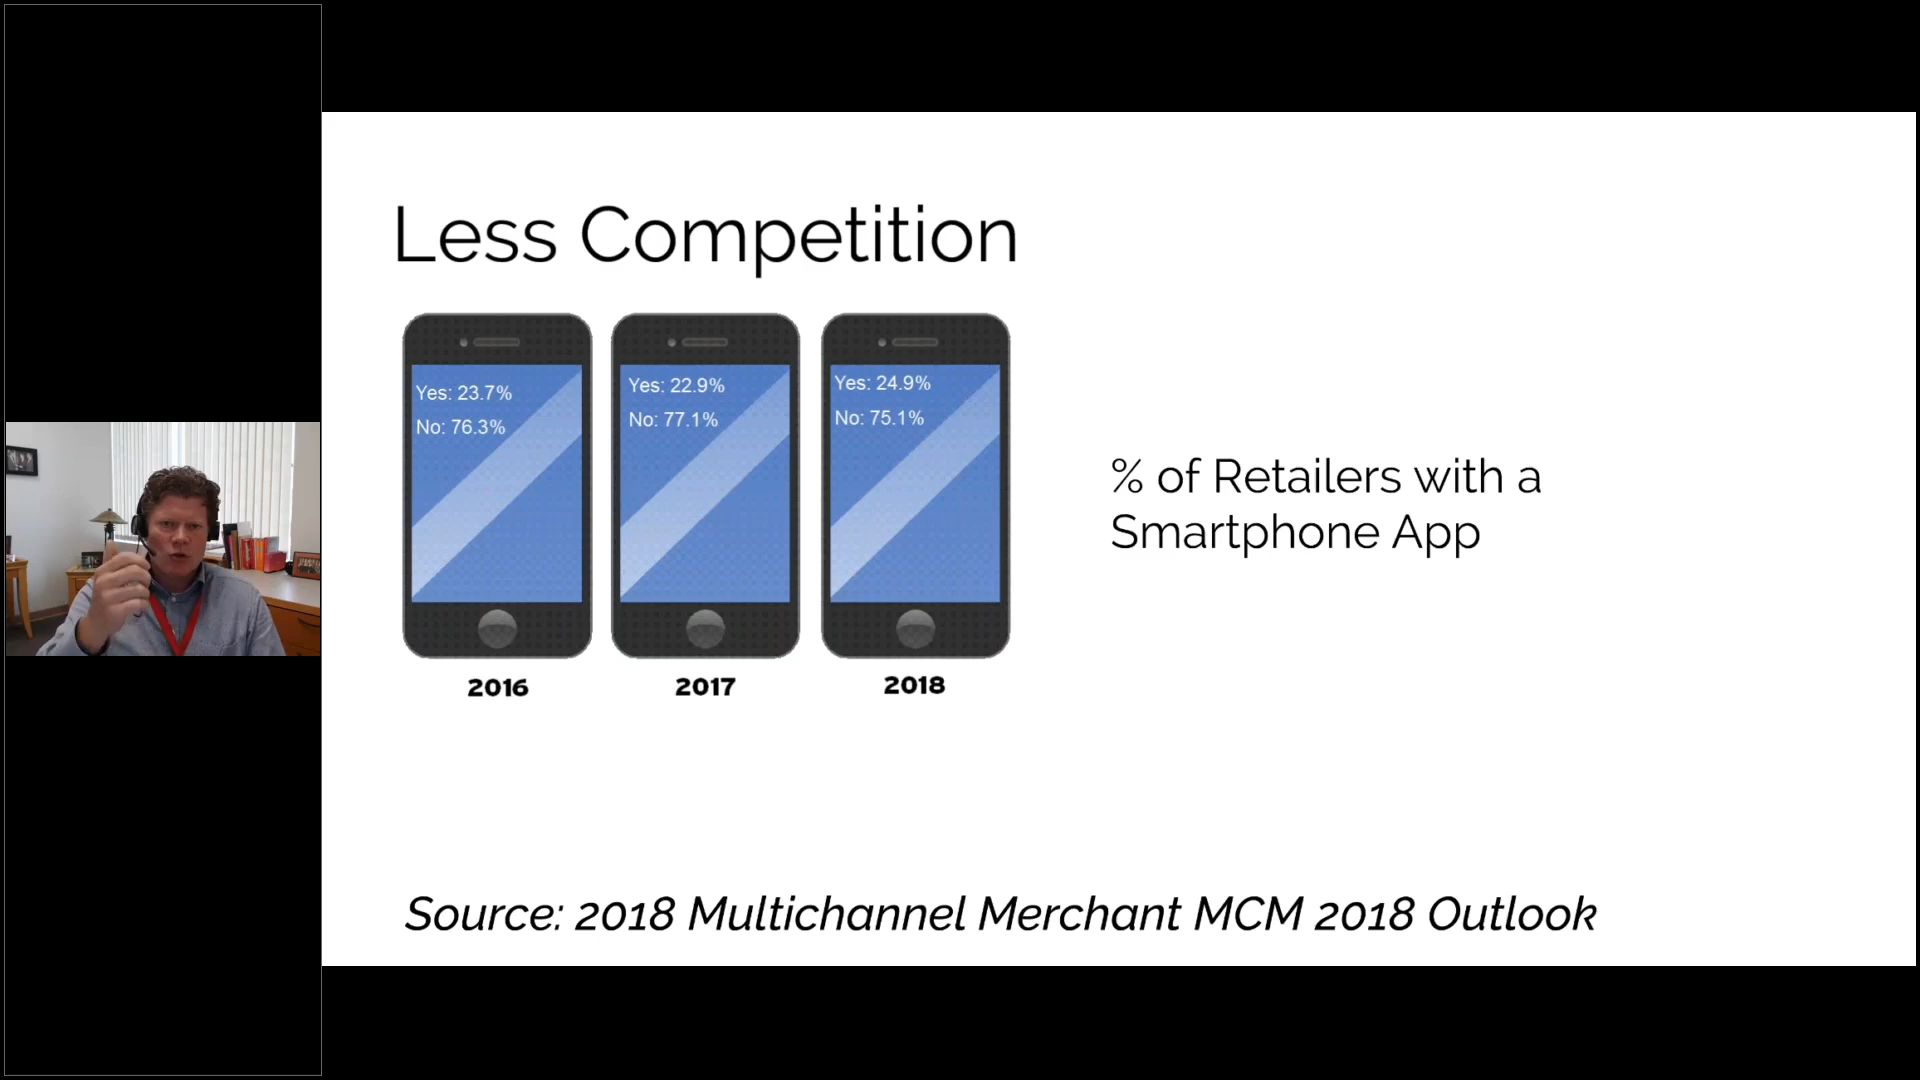 Less Competition
Yes: 23.7%
No: 76.3%
2016
Yes: 22.9%
No: 77.1%
2017
Yes: 24.9%
No: 75.1%
2018
% of Retailers with a
Smartphone App
Source: 2018 Multichannel Merchant MCM 2018 Outlook